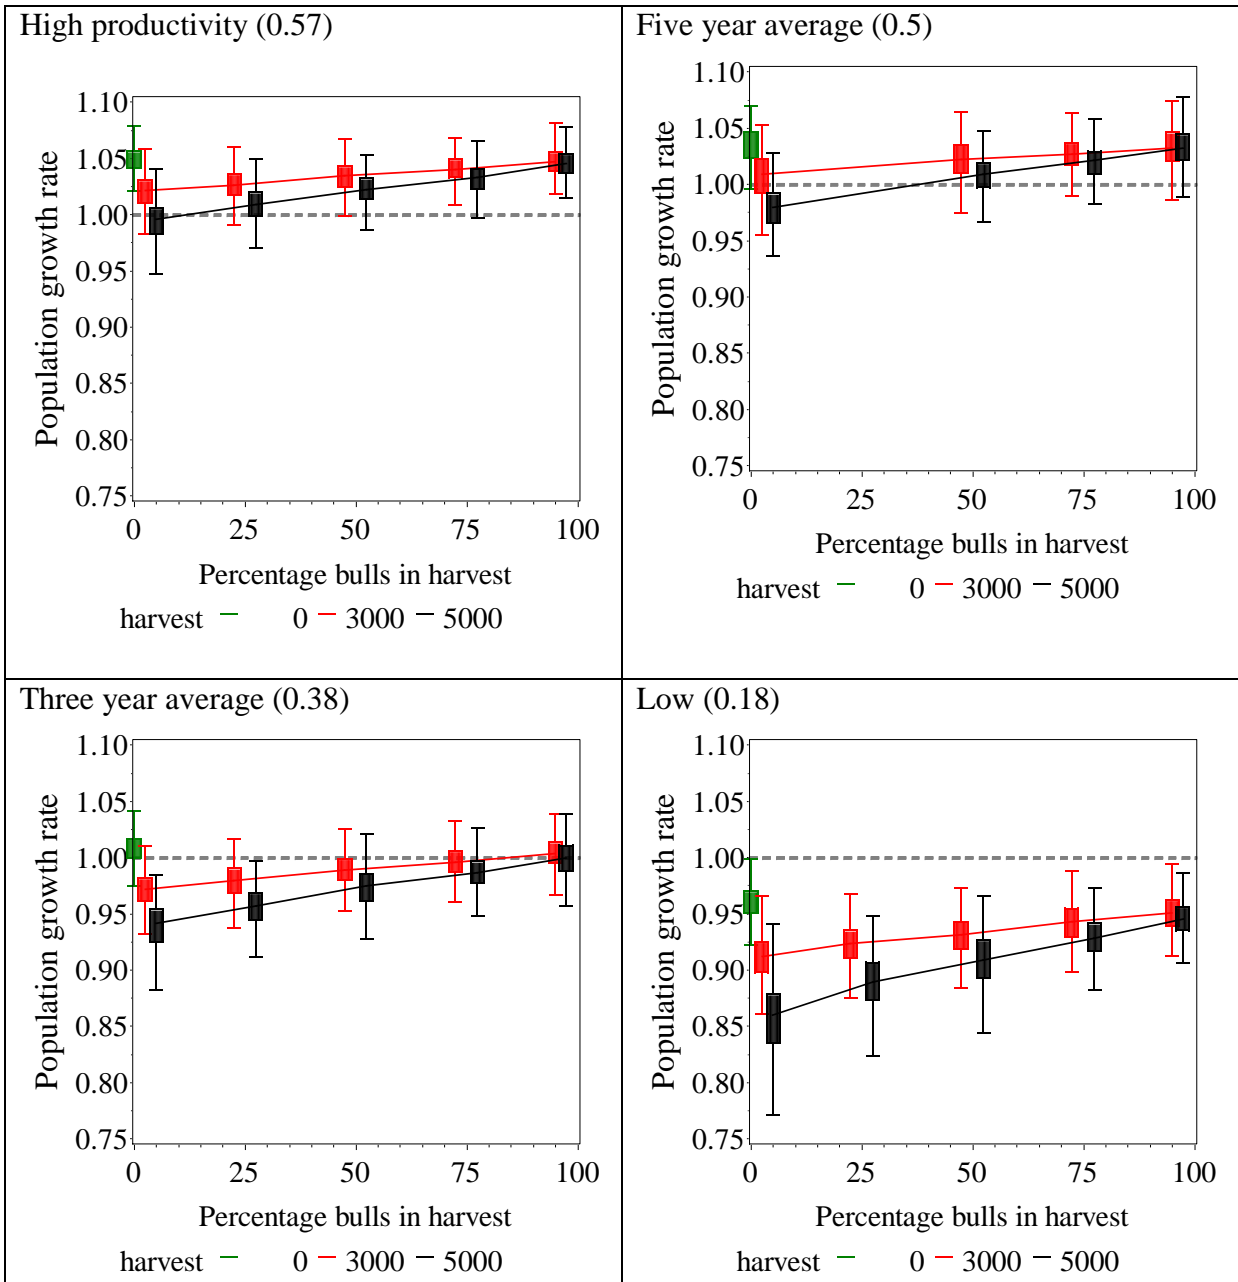 High productivity (0.57)
1.10
1.05
1.00
0.95
0.90
0.85
0.80
0.75
Population growth rate
0 25 50 75 100
Percentage bulls in harvest
harvest 0 3000 5000
Five year average (0.5)
1.10
1.05
1.00
0.95
0.90
0.85
0.80
0.75
Population growth rate
0 25 50 75 100
Percentage bulls in harvest
harvest 0 3000 5000
Three year average (0.38)
1.10
1.05
1.00
0.95
0.90
0.85
0.80
0.75
Population growth rate
0 25 50 75 100
Percentage bulls in harvest
harvest 0 3000 5000
Low (0.18)
1.10
1.05
1.00
0.95
0.90
0.85
0.80
0.75
Population growth rate
0 25 50 75 100
Percentage bulls in harvest
harvest 0 3000 5000